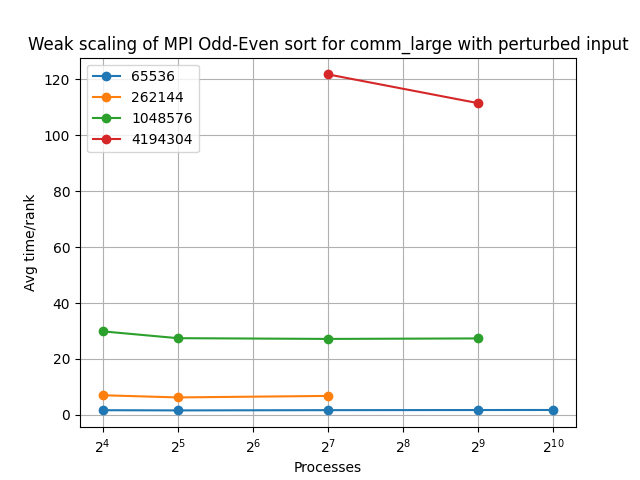 Weak scaling of MPI Odd-Even sort for comm_large with perturbed input
65536
262144
1048576
4194304
Avg time/rank
120
100
80
60
40
20
0
2^4 2^5 2^6 2^7 2^8 2^9 2^10
Processes